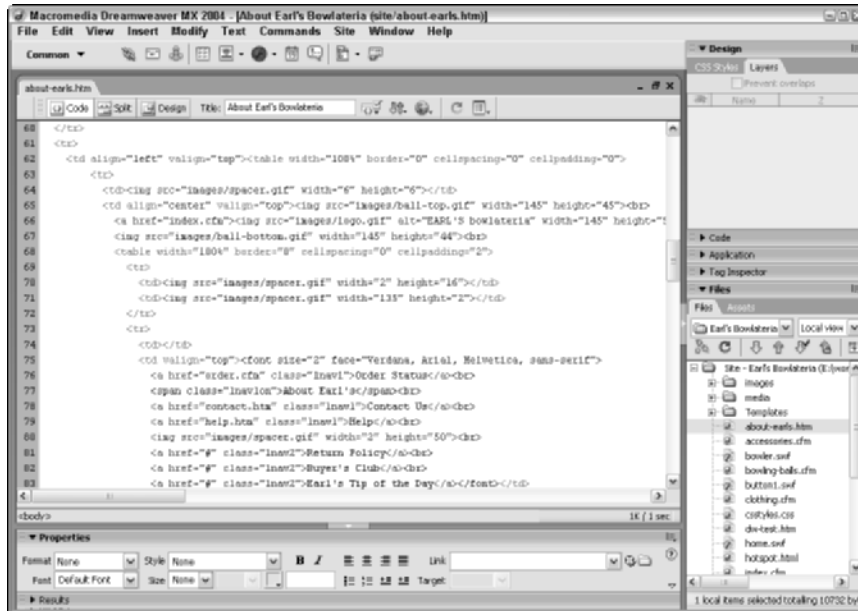 Macromedia Dreamweaver MX 2004 - [About Earl's Bowlateria (site/about-earls.htm)]
File Edit View Insert Modify Text Commands Site Window Help
Common
about-earls.htm
Code Split Design Title: About Earl's Bowlateria
60 </tr>
61 <tr>
62 <td align="left" valign="top"><table width="100%" border="0" cellspacing="0" cellpadding="0">
63 <tr>
64 <td><img src="images/spacer.gif" width="6" height="6"></td>
65 <td align="center" valign="top"><img src="images/ball-top.gif" width="145" height="45"><br>
66 <a href="index.cfm"><img src="images/logo.gif" alt="EARL'S bowlateria" width="145" height="5
67 <img src="images/ball-bottom.gif" width="145" height="44"><br>
68 <table width="100%" border="0" cellspacing="0" cellpadding="2">
69 <tr>
70 <td><img src="images/spacer.gif" width="2" height="16"></td>
71 <td><img src="images/spacer.gif" width="135" height="2"></td>
72 </tr>
73 <tr>
74 <td></td>
75 <td valign="top"><font size="2" face="Verdana, Arial, Helvetica, sans-serif">
76 <a href="order.cfm" class="lnav1">Order Status</a><br>
77 <span class="lnav1on">About Earl's</span><br>
78 <a href="contact.htm" class="lnav1">Contact Us</a><br>
79 <a href="help.htm" class="lnav1">Help</a><br>
80 <img src="images/spacer.gif" width="2" height="50"><br>
81 <a href="#" class="lnav2">Return Policy</a><br>
82 <a href="#" class="lnav2">Buyer's Club</a><br>
83 <a href="#" class="lnav2">Earl's Tip of the Day</a></font></td>
<body> 1K / 1 sec
Properties
Format None Style None B I Link
Font Default Font Size None Target
Results
Design
CSS Styles Layers
Prevent overlaps
Name Z
Code
Application
Tag Inspector
Files
Files Assets
Earl's Bowlateria Local view
Site - Earl's Bowlateria
images
media
Templates
about-earls.htm
accessories.cfm
bowler.swf
bowling-balls.cfm
button1.swf
clothing.cfm
csstyles.css
dw-test.htm
home.swf
hotspot.html
index.cfm
1 local items selected totalling 10732 by